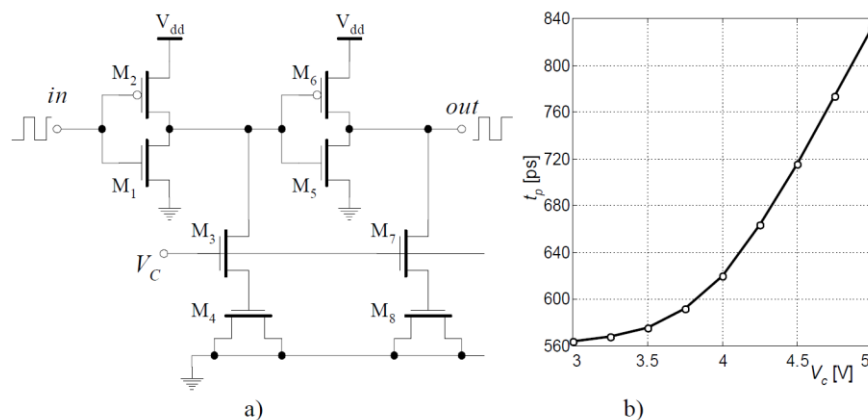 V_dd V_dd
M_2 M_6
in out
M_1 M_5
M_3 M_7
V_C
M_4 M_8
a)
t_p [ps]
840
800
760
720
680
640
600
560
3 3.5 4 4.5 5
V_c [V]
b)